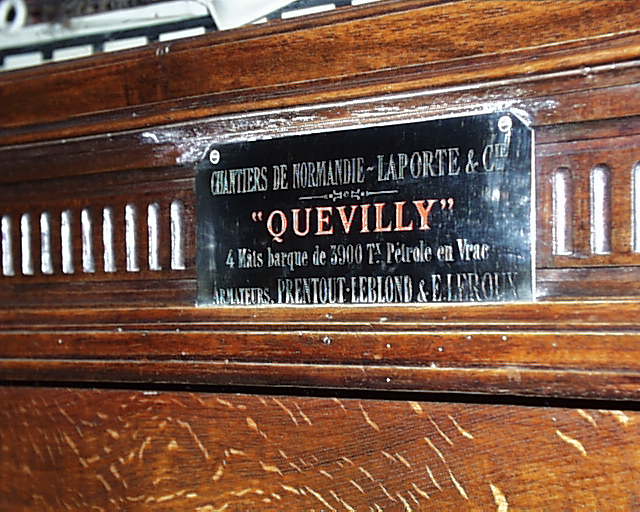 CHANTIERS DE NORMANDIE~LAPORTE & CIE
"QUEVILLY"
4 Mâts barque de 3900 Tx Pétrole en Vrac
ARMATEURS, PRENTOUT-LEBLOND & E.LEROUX